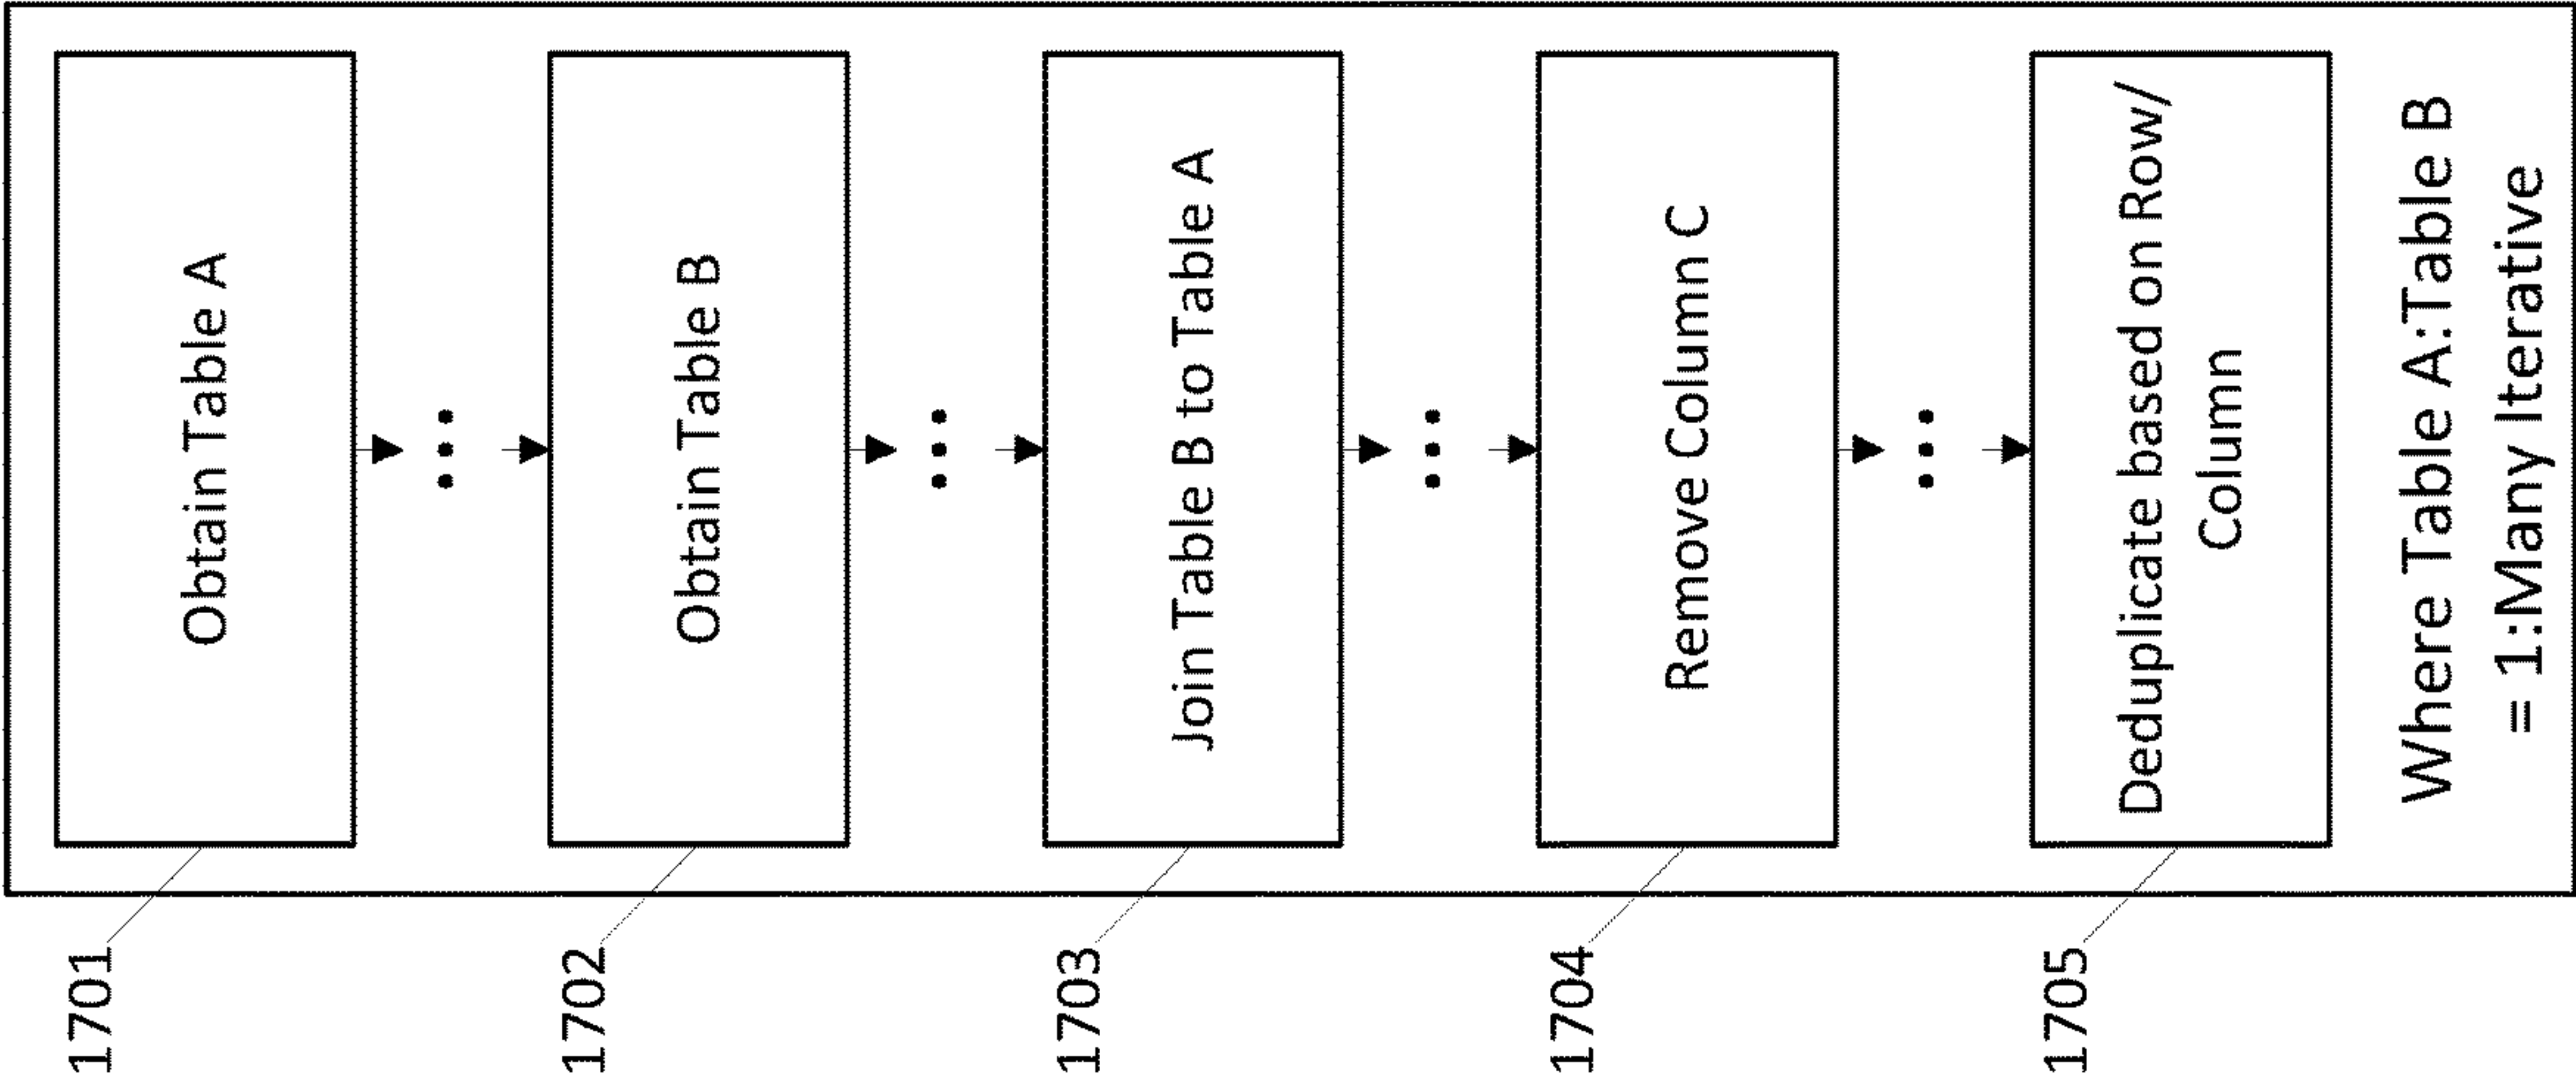 1701
Obtain Table A
1702
Obtain Table B
1703
Join Table B to Table A
1704
Remove Column C
1705
Deduplicate based on Row/
Column
Where Table A:Table B
= 1:Many Iterative